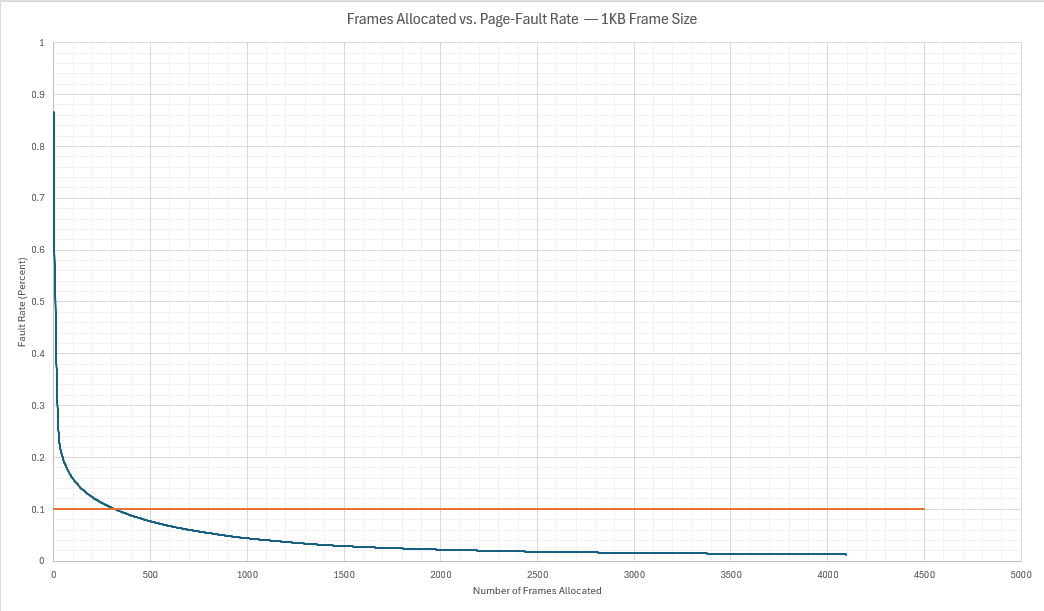 Frames Allocated vs. Page-Fault Rate — 1KB Frame Size
1
0.9
0.8
0.7
0.6
0.5
0.4
0.3
0.2
0.1
0
Fault Rate (Percent)
0 500 1000 1500 2000 2500 3000 3500 4000 4500 5000
Number of Frames Allocated